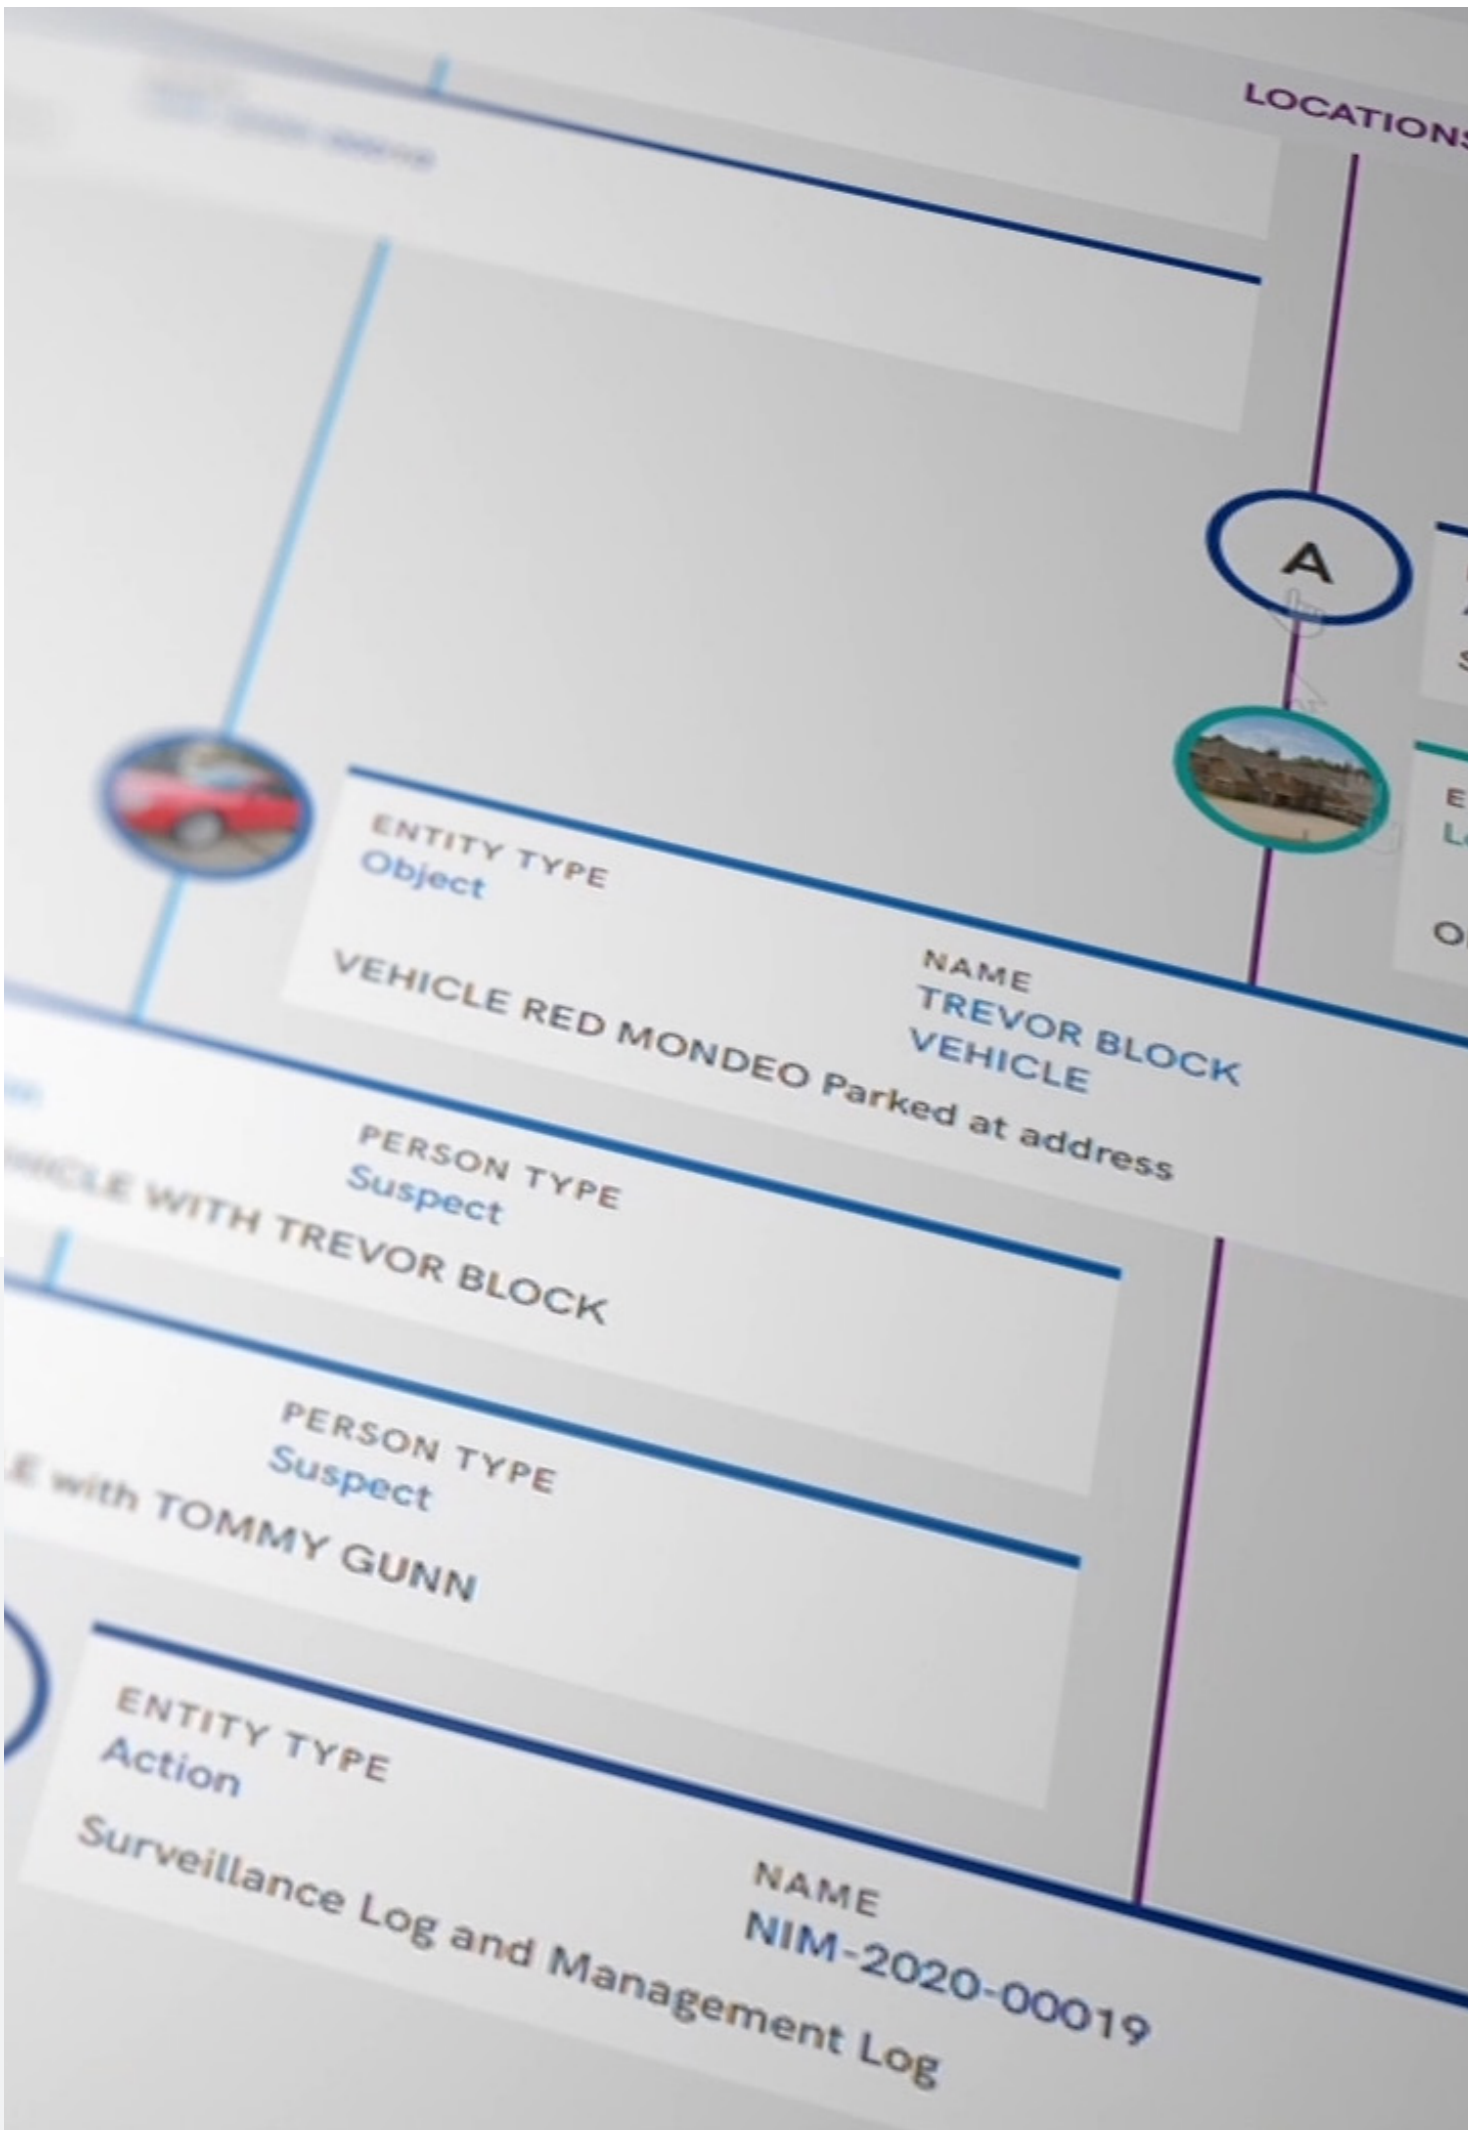 LOCATIONS
A
ENTITY TYPE
Object
NAME
TREVOR BLOCK
VEHICLE
VEHICLE RED MONDEO Parked at address
PERSON TYPE
Suspect
WITH TREVOR BLOCK
PERSON TYPE
Suspect
with TOMMY GUNN
ENTITY TYPE
Action
NAME
NIM-2020-00019
Surveillance Log and Management Log